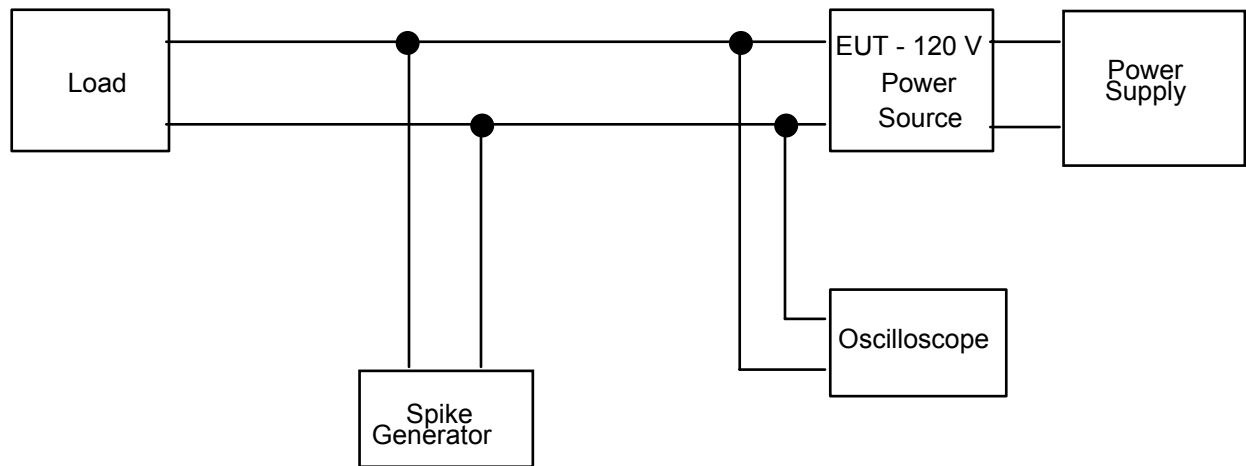 Load
EUT - 120 V
Power
Source
Power
Supply
Oscilloscope
Spike
Generator